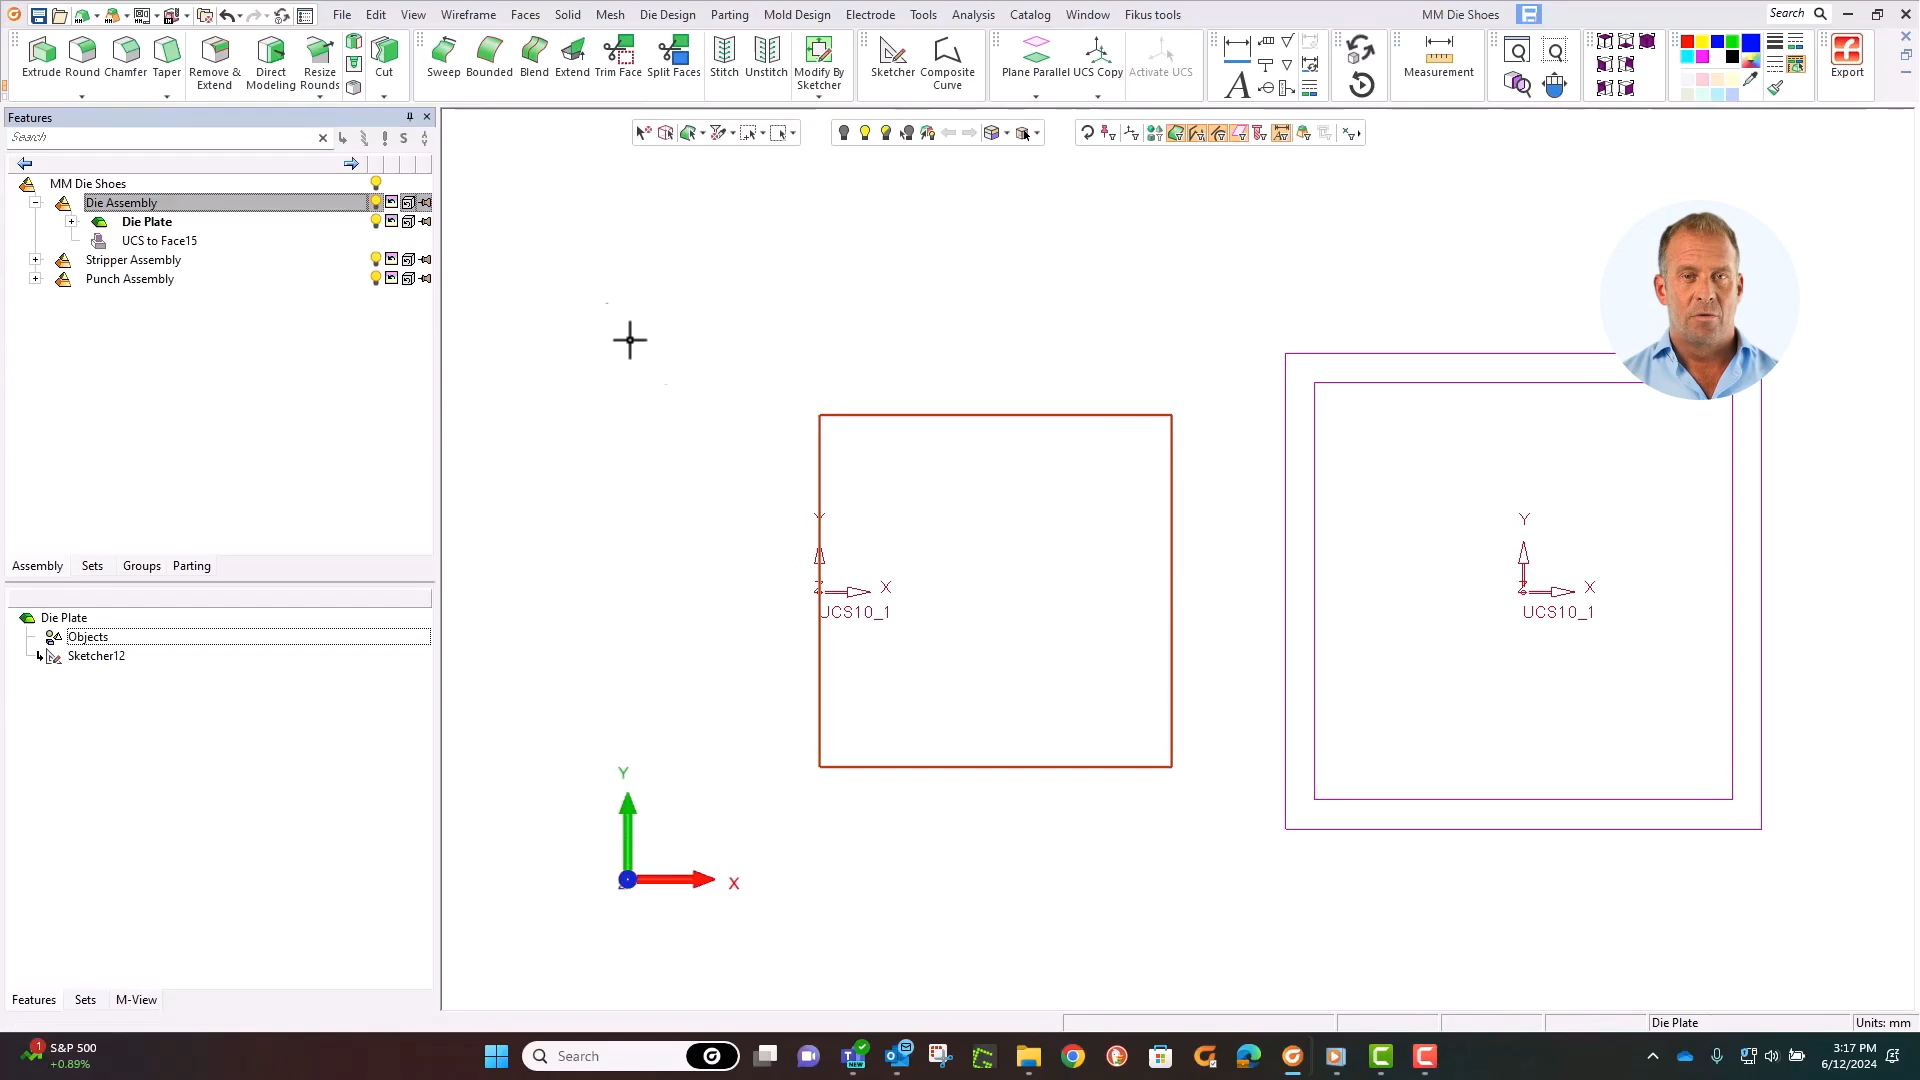 File Edit View Wireframe Faces Solid Mesh Die Design Parting Mold Design Electrode Tools Analysis Catalog Window Fikus tools MM Die Shoes Search
Extrude Round Chamfer Taper Remove & Extend Direct Modeling Resize Rounds Cut Sweep Bounded Blend Extend Trim Face Split Faces Stitch Unstitch Modify By Sketcher Sketcher Composite Curve Plane Parallel UCS Copy Activate UCS A Measurement Export
Features
Search
MM Die Shoes
Die Assembly
Die Plate
UCS to Face15
Stripper Assembly
Punch Assembly
Assembly Sets Groups Parting
Die Plate
Objects
Sketcher12
Features Sets M-View
Y
X
UCS10_1
Y
X
UCS10_1
Y
X
Die Plate Units: mm
S&P 500
+0.89%
1
Search
NEW
3:17 PM
6/12/2024